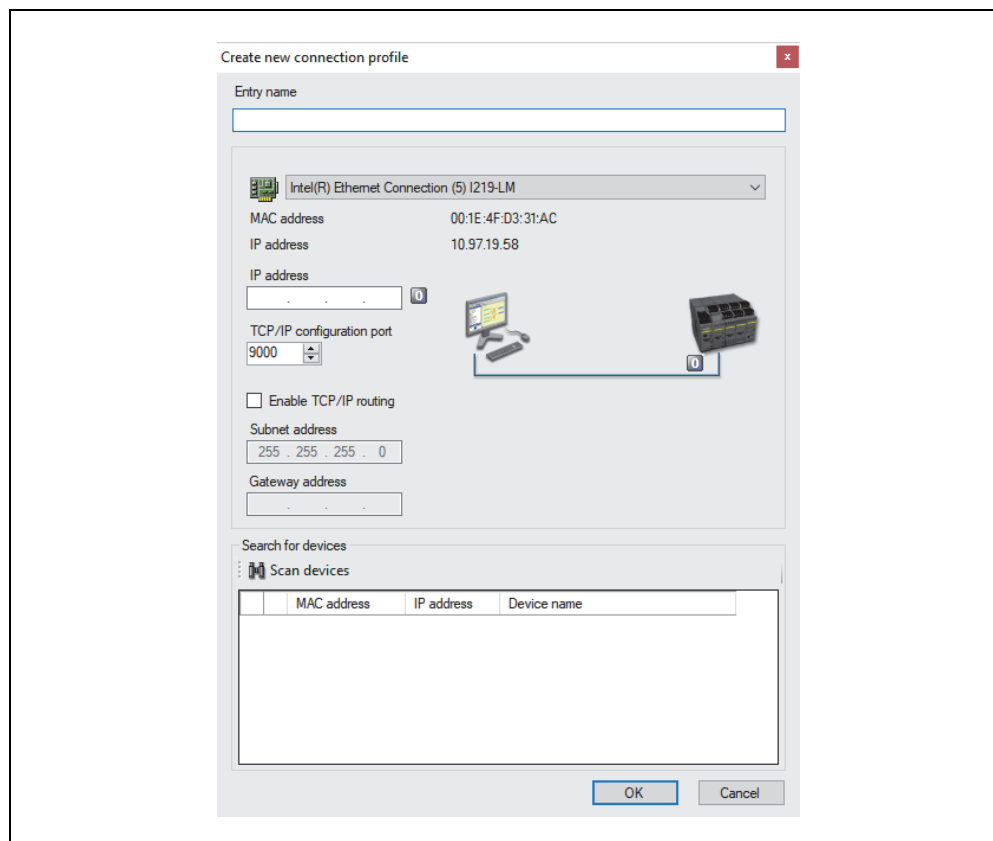 Create new connection profile
x
Entry name
Intel(R) Ethernet Connection (5) I219-LM
MAC address 00:1E:4F:D3:31:AC
IP address 10.97.19.58
IP address
. . . 0
TCP/IP configuration port
9000
0
Enable TCP/IP routing
Subnet address
255 . 255 . 255 . 0
Gateway address
. . .
Search for devices
Scan devices
MAC address IP address Device name
OK Cancel